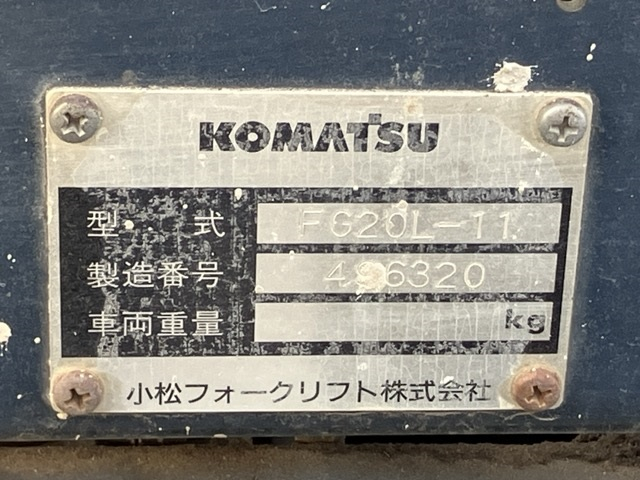 KOMATSU
型 式 FG20L-11
製造番号
車両重量 kg
小松フォークリフト株式会社